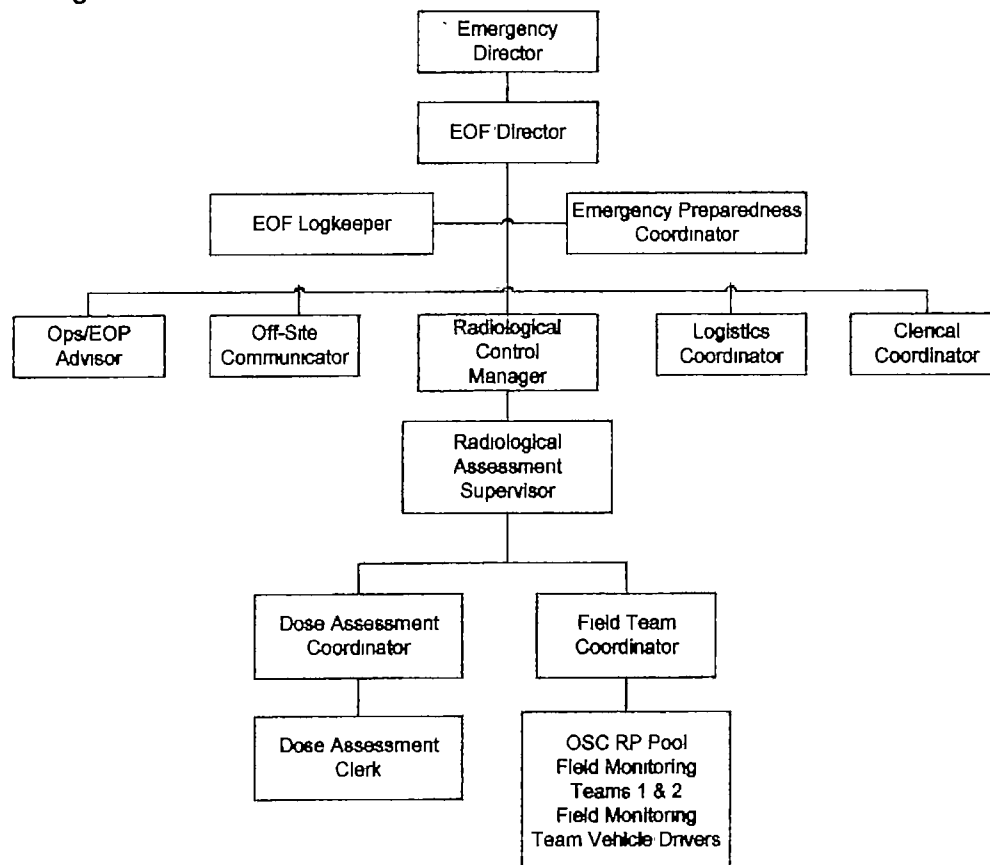 Emergency
Director
EOF Director
EOF Logkeeper
Emergency Preparedness
Coordinator
Ops/EOP
Advisor
Off-Site
Communicator
Radiological
Control
Manager
Logistics
Coordinator
Clerical
Coordinator
Radiological
Assessment
Supervisor
Dose Assessment
Coordinator
Field Team
Coordinator
Dose Assessment
Clerk
OSC RP Pool
Field Monitoring
Teams 1 & 2
Field Monitoring
Team Vehicle Drivers